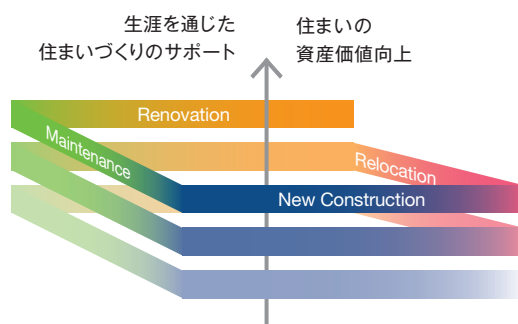 生涯を通じた
住まいづくりのサポート
住まいの
資産価値向上
Renovation
Maintenance
Relocation
New Construction